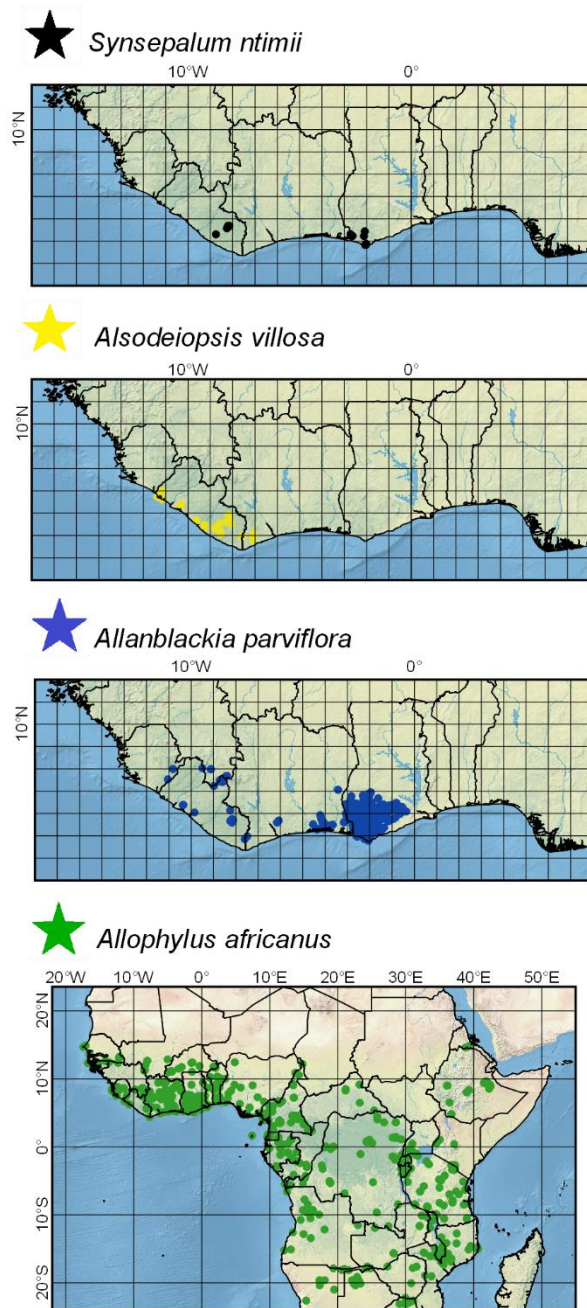 Synsepalum ntimii
10°W 0°
10°N
Alsodeiopsis villosa
10°W 0°
10°N
Allanblackia parviflora
10°W 0°
10°N
Allophylus africanus
20°W 10°W 0° 10°E 20°E 30°E 40°E 50°E
20°N
10°N
0°
10°S
20°S